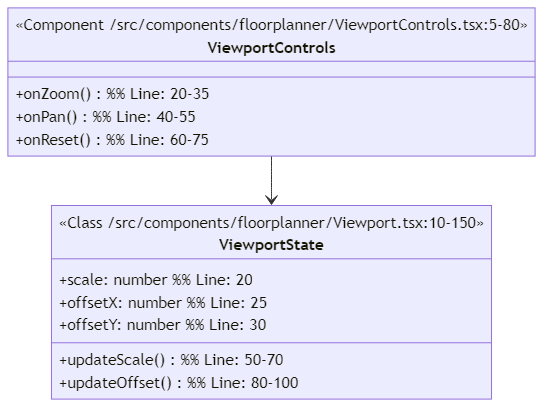 «Component /src/components/floorplanner/ViewportControls.tsx:5-80»
ViewportControls
+onZoom() : %% Line: 20-35
+onPan() : %% Line: 40-55
+onReset() : %% Line: 60-75
«Class /src/components/floorplanner/Viewport.tsx:10-150»
ViewportState
+scale: number %% Line: 20
+offsetX: number %% Line: 25
+offsetY: number %% Line: 30
+updateScale() : %% Line: 50-70
+updateOffset() : %% Line: 80-100